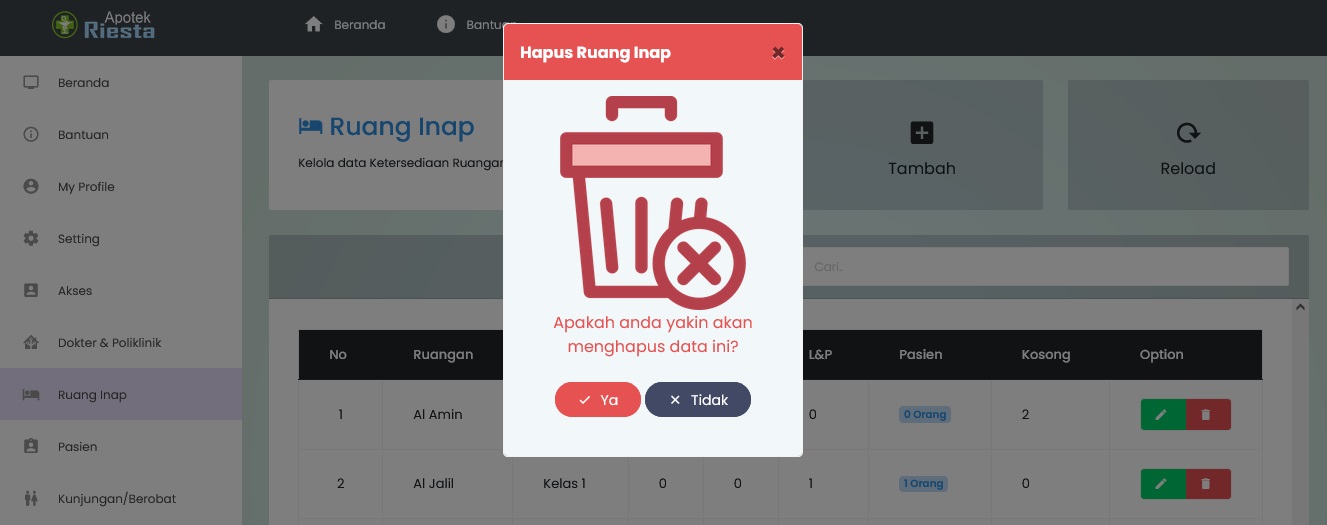 Apotek
Riesta
Beranda
Bantuan
Hapus Ruang Inap
Beranda
Bantuan
My Profile
Setting
Akses
Dokter & Poliklinik
Ruang Inap
Pasien
Kunjungan/Berobat
Ruang Inap
Kelola data Ketersediaan Ruangan
Tambah
Reload
Cari..
Apakah anda yakin akan
menghapus data ini?
Ya
Tidak
No Ruangan L&P Pasien Kosong Option
1 Al Amin 0 0 Orang 2
2 Al Jalil Kelas 1 0 0 1 1 Orang 0